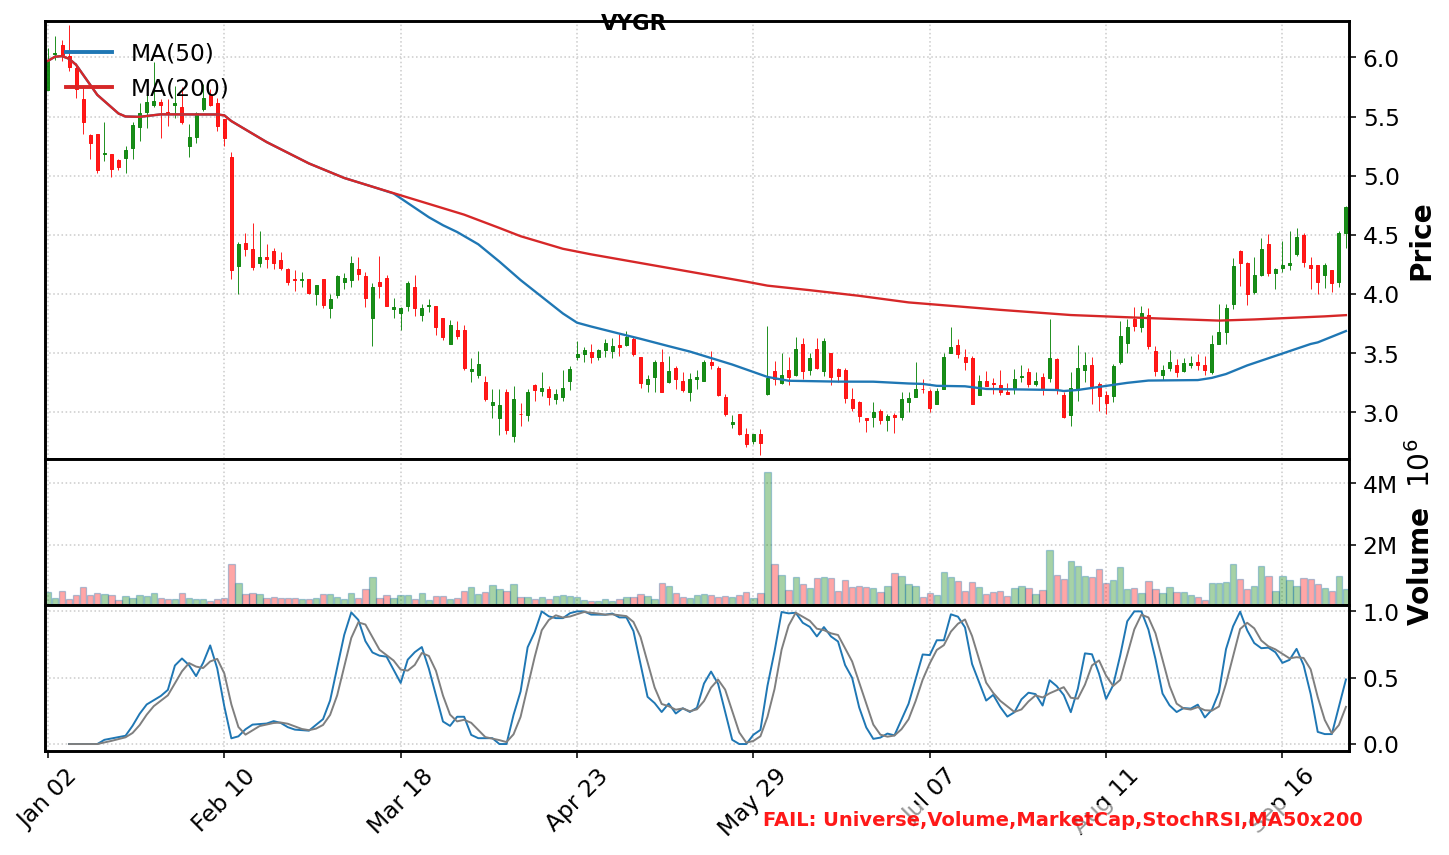 VYGR
MA(50)
MA(200)
6.0
5.5
5.0
4.5
4.0
3.5
3.0
Price
4M
2M
Volume 10^6
1.0
0.5
0.0
Jan 02
Feb 10
Mar 18
Apr 23
May 29
Jul 07
Aug 11
Sep 16
FAIL: Universe,Volume,MarketCap,StochRSI,MA50x200